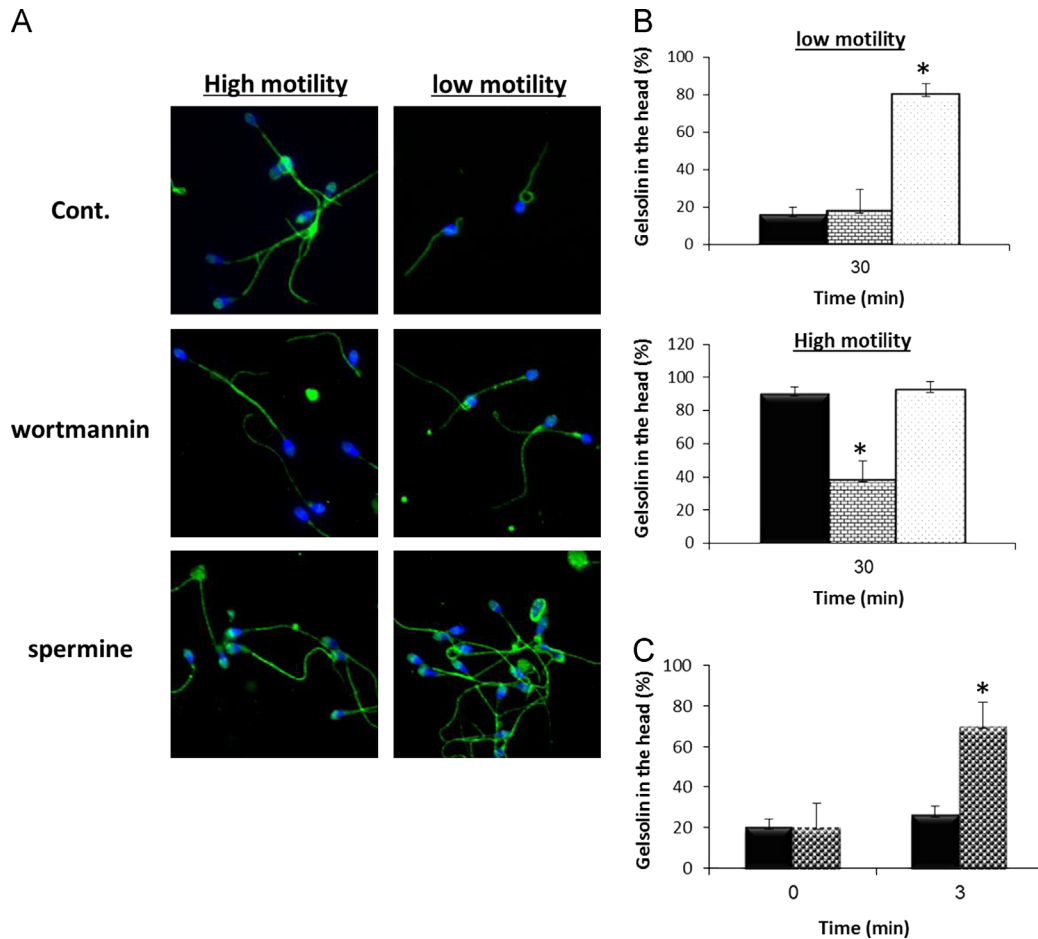 A
High motility
low motility
Cont.
wortmannin
spermine
B
low motility
Gelsolin in the head (%)
100
80
60
40
20
0
*
30
Time (min)
High motility
Gelsolin in the head (%)
120
100
80
60
40
20
0
*
30
Time (min)
C
Gelsolin in the head (%)
100
80
60
40
20
0
*
0
3
Time (min)